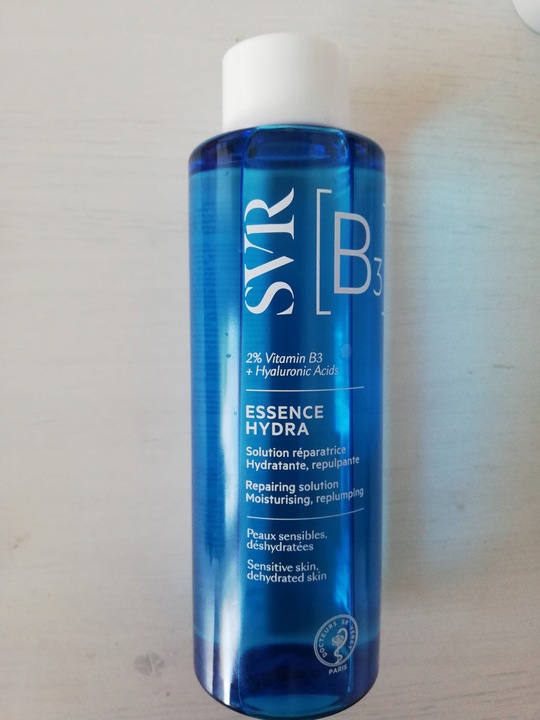 SVR
[B3]
2% Vitamin B3
+ Hyaluronic Acids
ESSENCE
HYDRA
Solution réparatrice
Hydratante, repulpante
Repairing solution
Moisturising, replumping
Peaux sensibles,
déshydratées
Sensitive skin,
dehydrated skin
DOCTEURS
PARIS